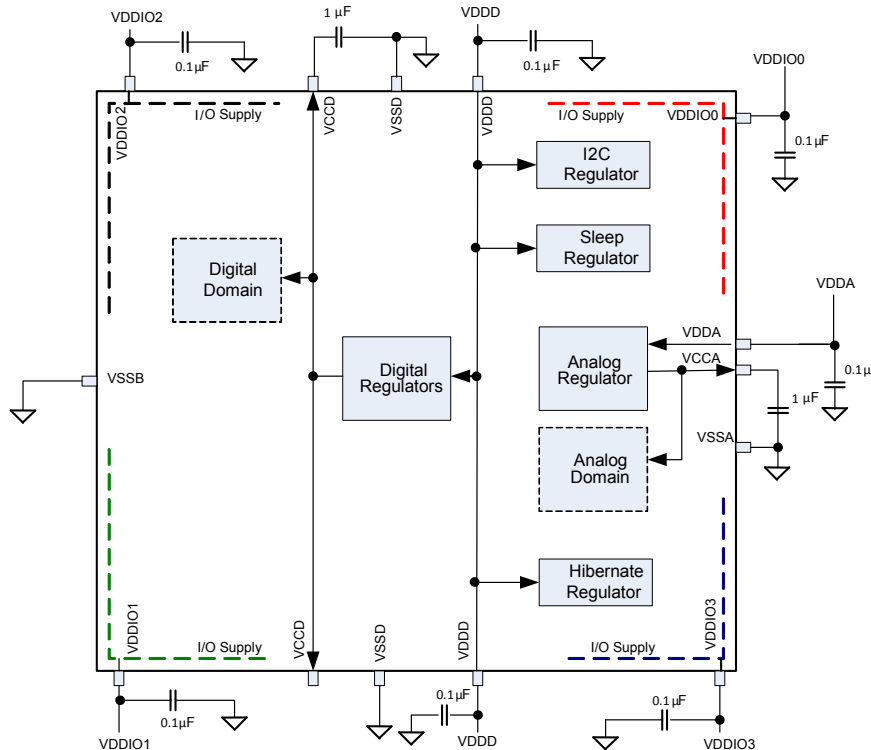 VDDIO2
1 µF
VDDD
0.1µF
0.1µF
VDDIO0
0.1µF
VDDIO2
I/O Supply
VCCD
VSSD
VDDD
I/O Supply
VDDIO0
I2C
Regulator
Sleep
Regulator
Digital
Domain
VDDA
VDDA
VSSB
Digital
Regulators
Analog
Regulator
VCCA
0.1µ
1 µF
VSSA
Analog
Domain
Hibernate
Regulator
VDDIO1
I/O Supply
VCCD
VSSD
VDDD
I/O Supply
VDDIO3
0.1µF
0.1µF
0.1µF
VDDIO1
VDDD
VDDIO3